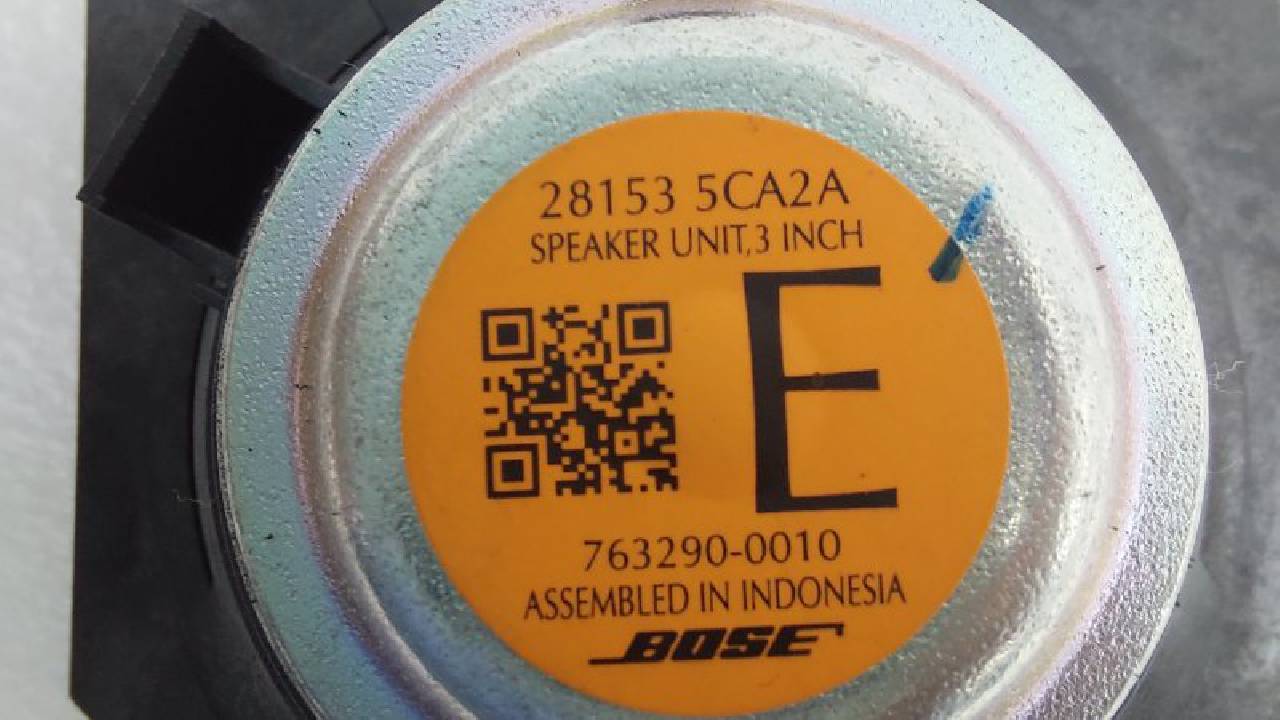 28153 5CA2A
SPEAKER UNIT,3 INCH
E
763290-0010
ASSEMBLED IN INDONESIA
BOSE